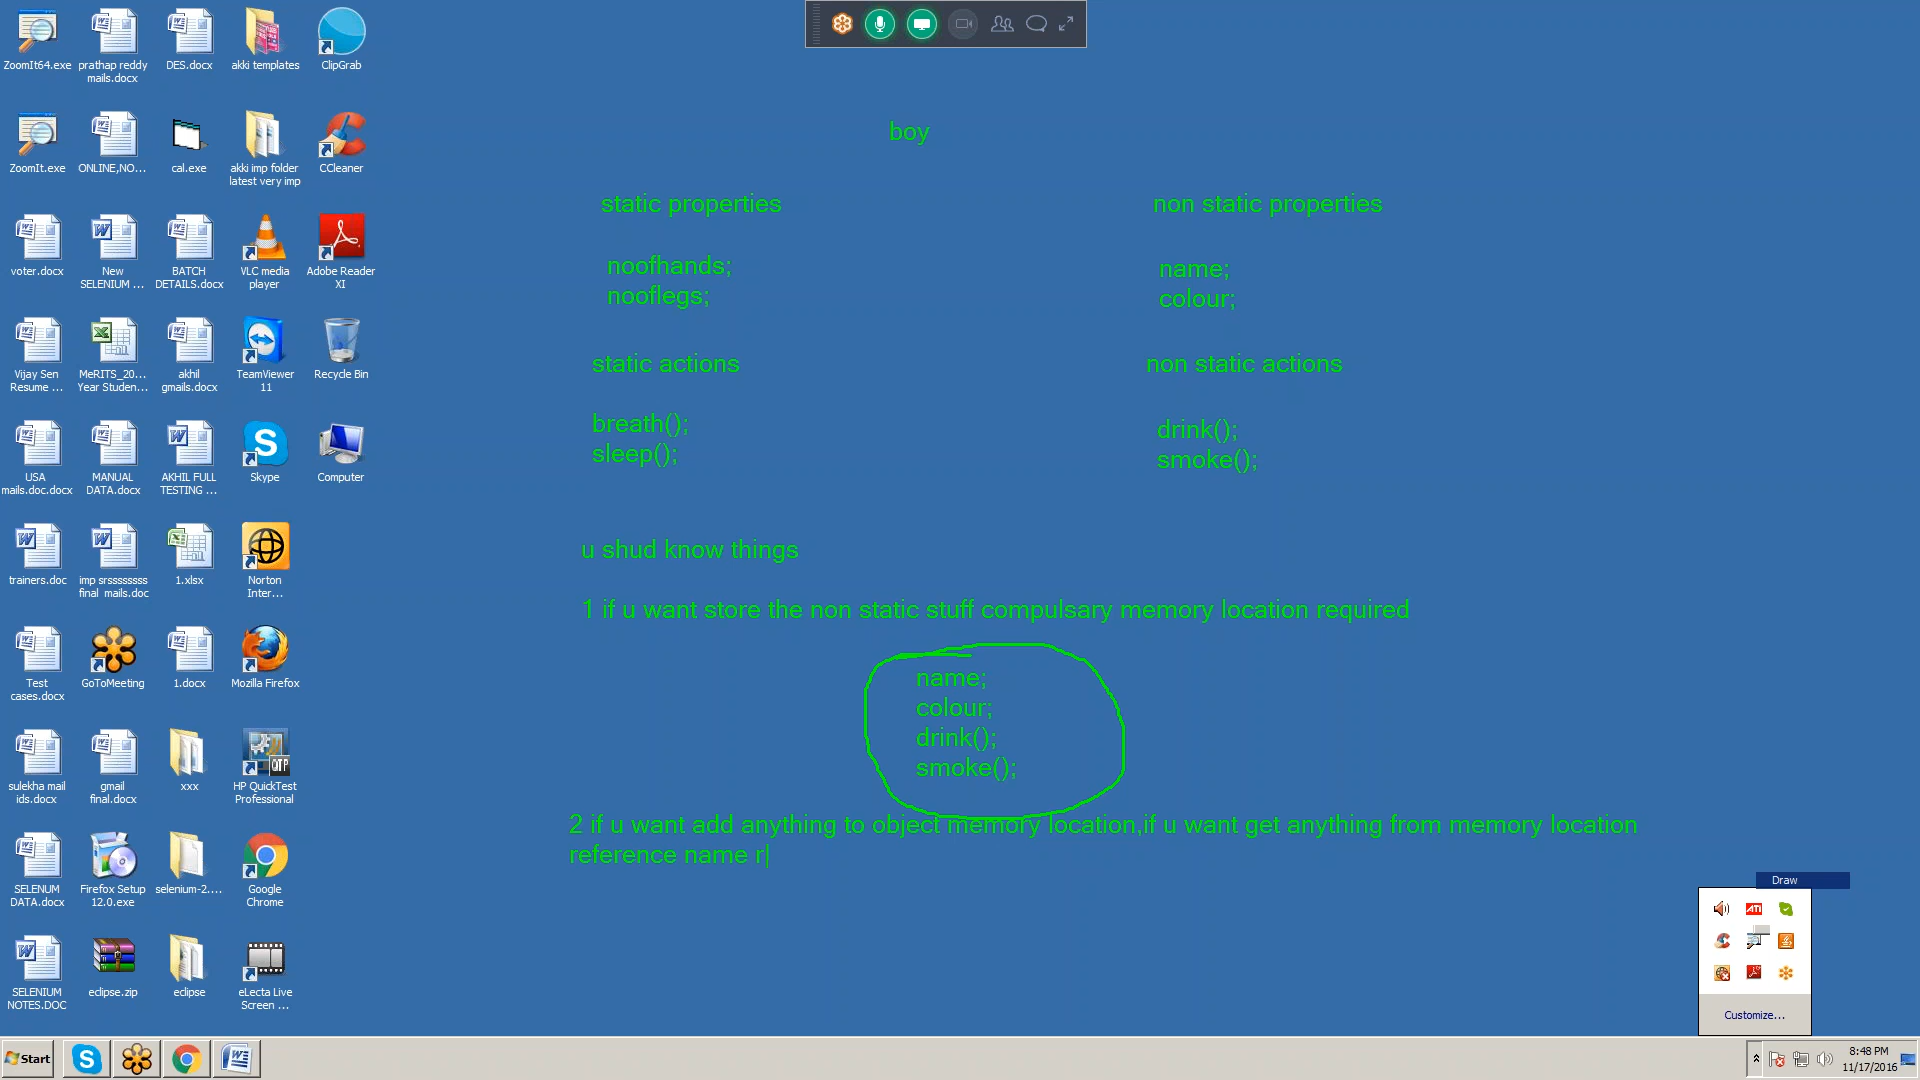 ZoomIt64.exe
prathap reddy
mails.docx
DES.docx
akki templates
ClipGrab
ZoomIt.exe
ONLINE,NO...
cal.exe
akki imp folder
latest very imp
CCleaner
voter.docx
New
SELENIUM ...
BATCH
DETAILS.docx
VLC media
player
Adobe Reader
XI
Vijay Sen
Resume ...
MeRITS_20...
Year Studen...
akhil
gmails.docx
TeamViewer
11
Recycle Bin
USA
mails.doc.docx
MANUAL
DATA.docx
AKHIL FULL
TESTING ...
Skype
Computer
trainers.doc
imp srssssssss
final mails.doc
1.xlsx
Norton
Inter...
Test
cases.docx
GoToMeeting
1.docx
Mozilla Firefox
sulekha mail
ids.docx
gmail
final.docx
xxx
QTP
HP QuickTest
Professional
SELENUM
DATA.docx
Firefox Setup
12.0.exe
selenium-2....
Google
Chrome
SELENIUM
NOTES.DOC
eclipse.zip
eclipse
eLecta Live
Screen ...
boy
static properties
non static properties
noofhands;
nooflegs;
name;
colour;
static actions
non static actions
breath();
sleep();
drink();
smoke();
u shud know things
1 if u want store the non static stuff compulsary memory location required
name;
colour;
drink();
smoke();
2 if u want add anything to object memory location,if u want get anything from memory location
reference name r
Draw
ATI
Customize...
Start
8:48 PM
11/17/2016